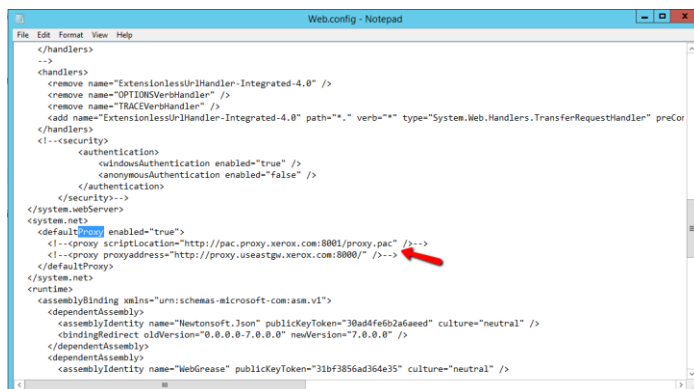 Web.config - Notepad
File Edit Format View Help
</handlers>
-->
<handlers>
<remove name="ExtensionlessUrlHandler-Integrated-4.0" />
<remove name="OPTIONSVerbHandler" />
<remove name="TRACEVerbHandler" />
<add name="ExtensionlessUrlHandler-Integrated-4.0" path="*." verb="*" type="System.Web.Handlers.TransferRequestHandler" preCor
</handlers>
<!--<security>
<authentication>
<windowsAuthentication enabled="true" />
<anonymousAuthentication enabled="false" />
</authentication>
</security>-->
</system.webServer>
<system.net>
<defaultProxy enabled="true">
<!--<proxy scriptLocation="http://pac.proxy.xerox.com:8001/proxy.pac" />-->
<!--<proxy proxyaddress="http://proxy.useastgw.xerox.com:8000/" />-->
</defaultProxy>
</system.net>
<runtime>
<assemblyBinding xmlns="urn:schemas-microsoft-com:asm.v1">
<dependentAssembly>
<assemblyIdentity name="Newtonsoft.Json" publicKeyToken="30ad4fe6b2a6aeed" culture="neutral" />
<bindingRedirect oldVersion="0.0.0.0-7.0.0.0" newVersion="7.0.0.0" />
</dependentAssembly>
<dependentAssembly>
<assemblyIdentity name="WebGrease" publicKeyToken="31bf3856ad364e35" culture="neutral" />